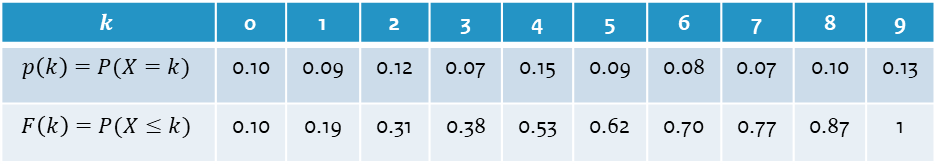 k 0 1 2 3 4 5 6 7 8 9
p(k) = P(X = k) 0.10 0.09 0.12 0.07 0.15 0.09 0.08 0.07 0.10 0.13
F(k) = P(X ≤ k) 0.10 0.19 0.31 0.38 0.53 0.62 0.70 0.77 0.87 1